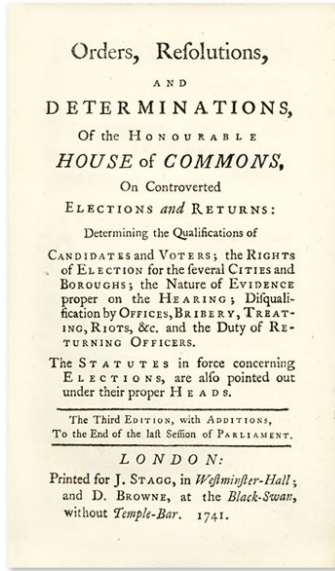 Orders, Reſolutions,
AND
DETERMINATIONS,
Of the HONOURABLE
HOUSE of COMMONS,
On Controverted
ELECTIONS and RETURNS:
Determining the Qualifications of
CANDIDATES and VOTERS; the RIGHTS
of ELECTION for the ſeveral CITIES and
BOROUGHS; the Nature of EVIDENCE
proper on the HEARING; Diſquali-
fication by OFFICES, BRIBERY, TREAT-
ING, RIOTS, &c. and the Duty of RE-
TURNING OFFICERS.
The STATUTES in force concerning
ELECTIONS, are alſo pointed out
under their proper HEADS.
The Third EDITION, with ADDITIONS,
To the End of the laſt Seſſion of PARLIAMENT.
LONDON:
Printed for J. STAGG, in Weſtminſter-Hall;
and D. BROWNE, at the Black-Swan,
without Temple-Bar. 1741.